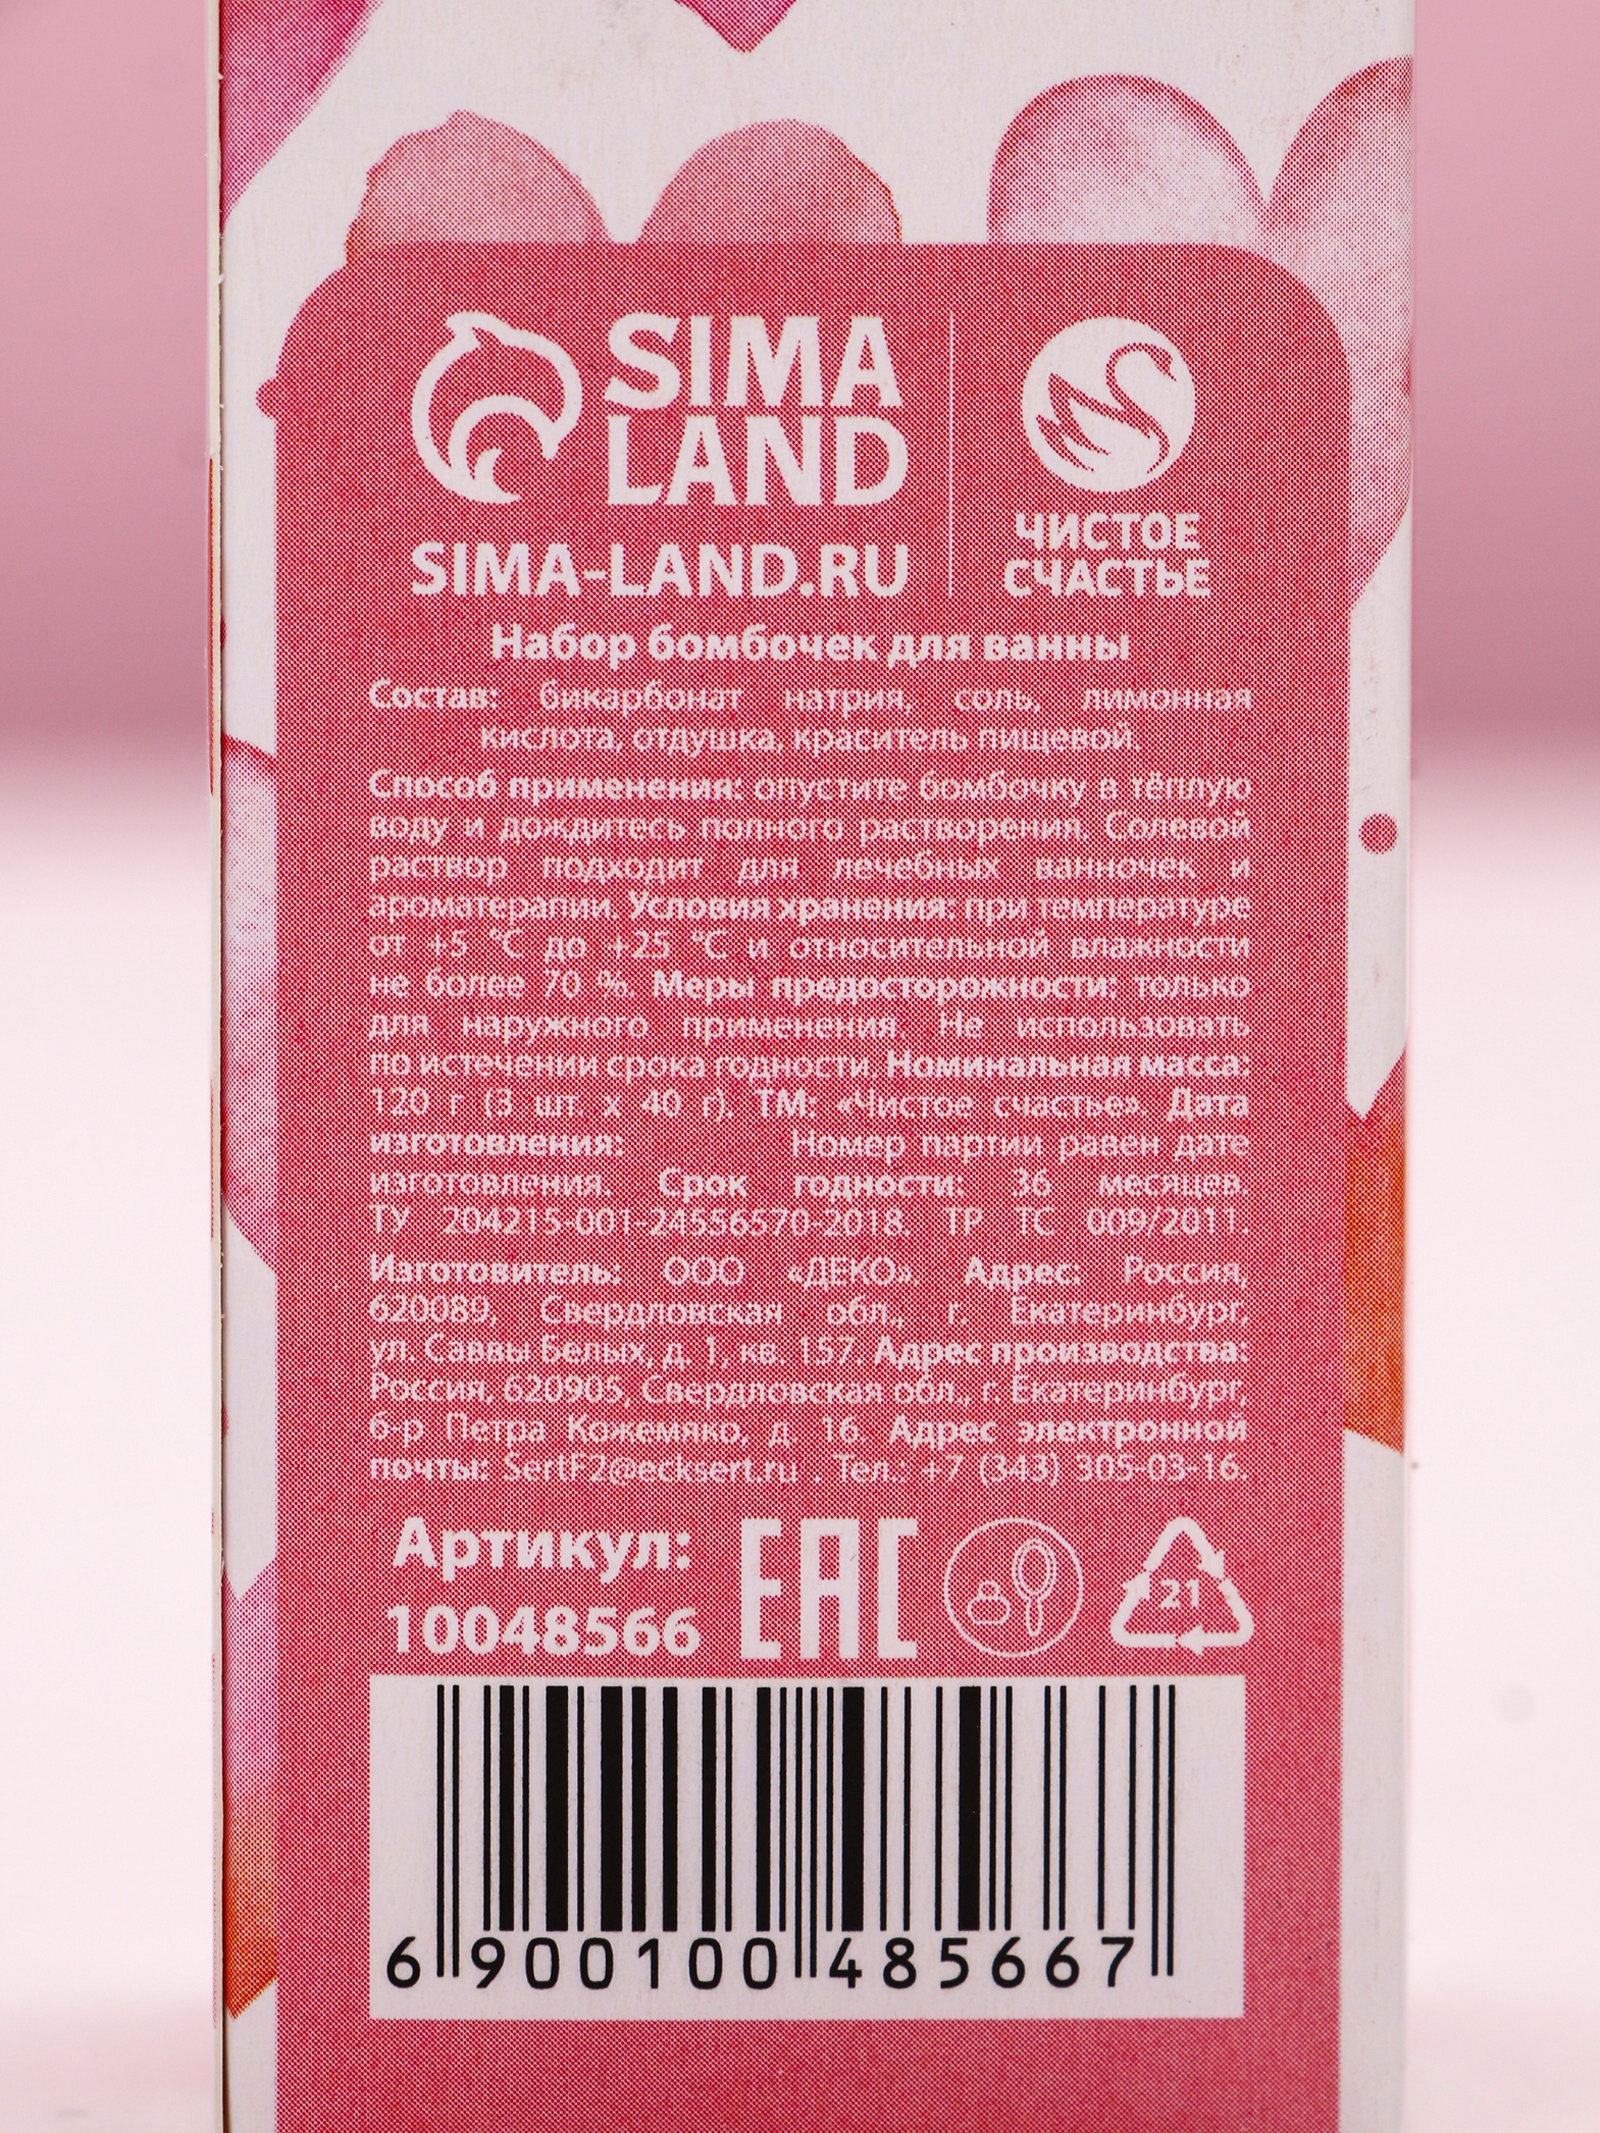 SIMA
LAND
SIMA-LAND.RU
ЧИСТОЕ
СЧАСТЬЕ
Набор бомбочек для ванны
Состав: бикарбонат натрия, соль, лимонная
кислота, отдушка, краситель пищевой.
Способ применения: опустите бомбочку в тёплую
воду и дождитесь полного растворения. Солевой
раствор подходит для лечебных ванночек и
ароматерапии. Условия хранения: при температуре
от +5 °C до +25 °C и относительной влажности
не более 70 %. Меры предосторожности: только
для наружного применения. Не использовать
по истечении срока годности. Номинальная масса:
120 г (3 шт. х 40 г). ТМ: «Чистое счастье». Дата
изготовления: Номер партии равен дате
изготовления. Срок годности: 36 месяцев.
ТУ 204215-001-24556570-2018. ТР ТС 009/2011.
Изготовитель: ООО «ДЕКО». Адрес: Россия,
620089, Свердловская обл., г. Екатеринбург,
ул. Саввы Белых, д. 1, кв. 157. Адрес производства:
Россия, 620905, Свердловская обл., г. Екатеринбург,
б-р Петра Кожемяко, д. 16. Адрес электронной
почты: SertF2@ecksert.ru . Тел.: +7 (343) 305-03-16.
Артикул:
10048566
EAC
21
6 900100 485667